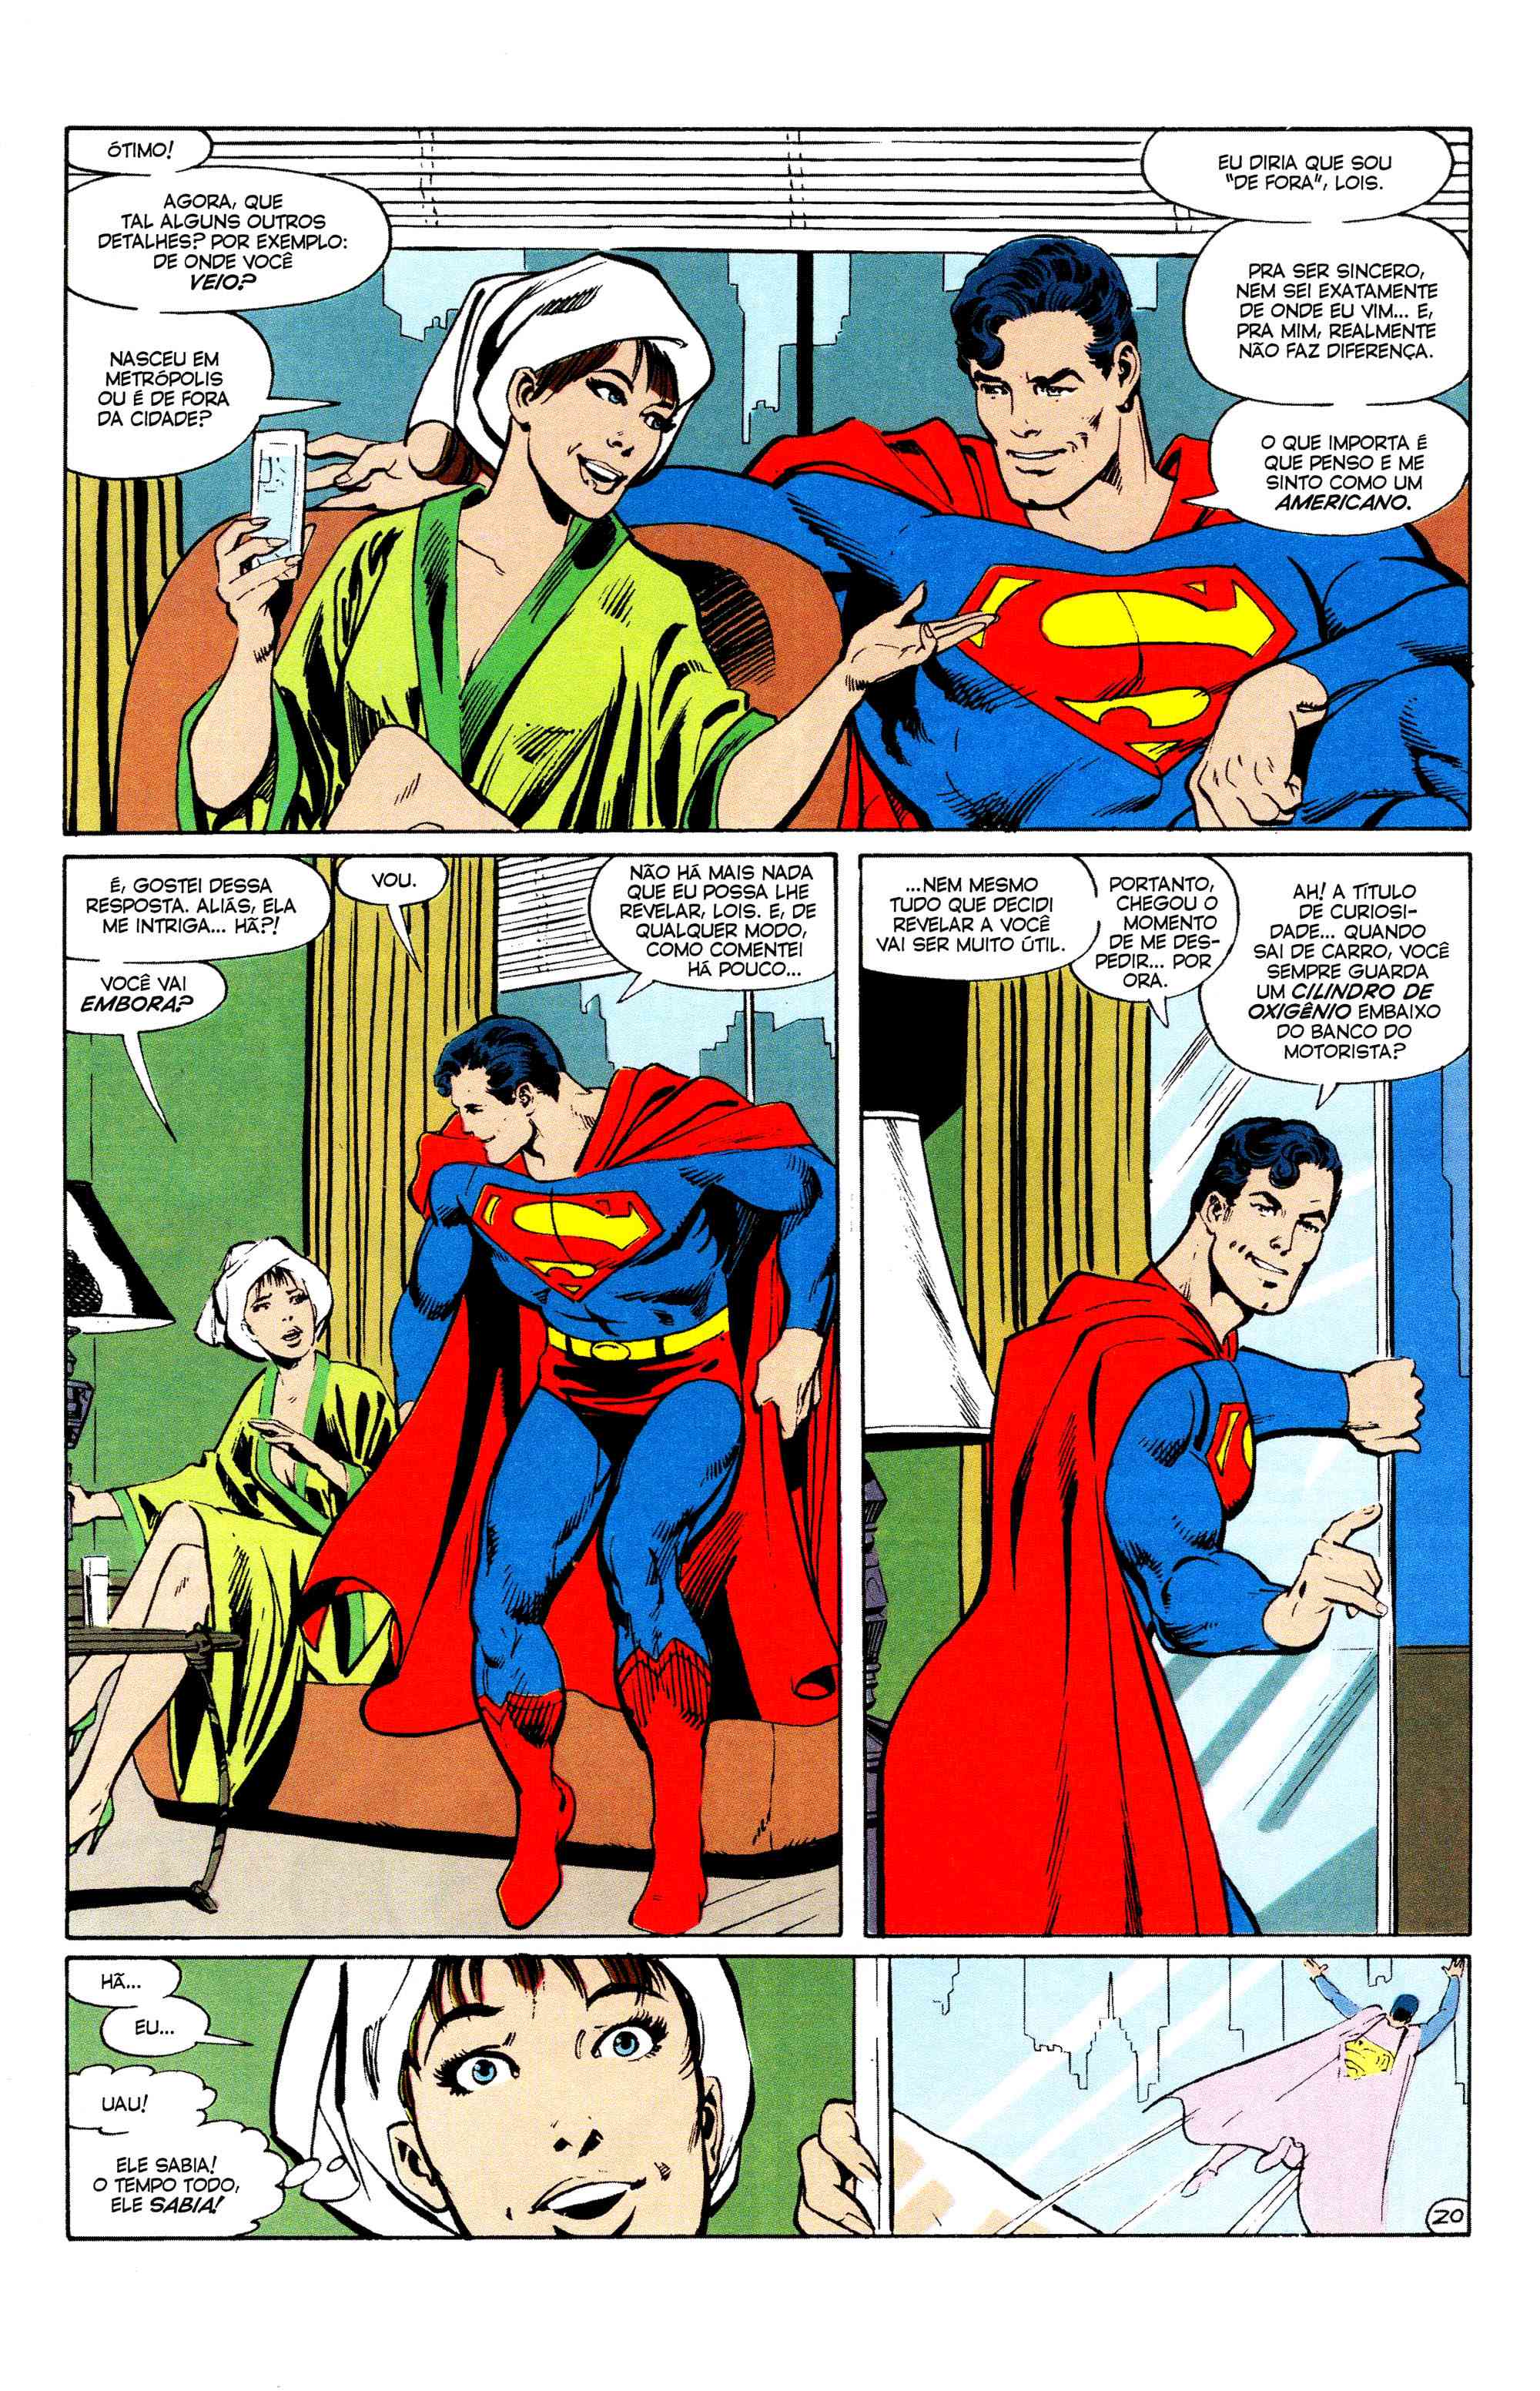 ÓTIMO!
AGORA, QUE
TAL ALGUNS OUTROS
DETALHES? POR EXEMPLO:
DE ONDE VOCÊ
VEIO?
NASCEU EM
METRÓPOLIS
OU É DE FORA
DA CIDADE?
EU DIRIA QUE SOU
"DE FORA", LOIS.
PRA SER SINCERO,
NEM SEI EXATAMENTE
DE ONDE EU VIM... E,
PRA MIM, REALMENTE
NÃO FAZ DIFERENÇA.
O QUE IMPORTA É
QUE PENSO E ME
SINTO COMO UM
AMERICANO.
É, GOSTEI DESSA
RESPOSTA. ALIÁS, ELA
ME INTRIGA... HÃ?!
VOCÊ VAI
EMBORA?
VOU.
NÃO HÁ MAIS NADA
QUE EU POSSA LHE
REVELAR, LOIS. E, DE
QUALQUER MODO,
COMO COMENTEI
HÁ POUCO...
...NEM MESMO
TUDO QUE DECIDI
REVELAR A VOCÊ
VAI SER MUITO ÚTIL.
PORTANTO,
CHEGOU O
MOMENTO
DE ME DES-
PEDIR... POR
ORA.
AH! A TÍTULO
DE CURIOSI-
DADE... QUANDO
SAI DE CARRO, VOCÊ
SEMPRE GUARDA
UM CILINDRO DE
OXIGÊNIO EMBAIXO
DO BANCO DO
MOTORISTA?
HÃ...
EU...
UAU!
ELE SABIA!
O TEMPO TODO,
ELE SABIA!
20